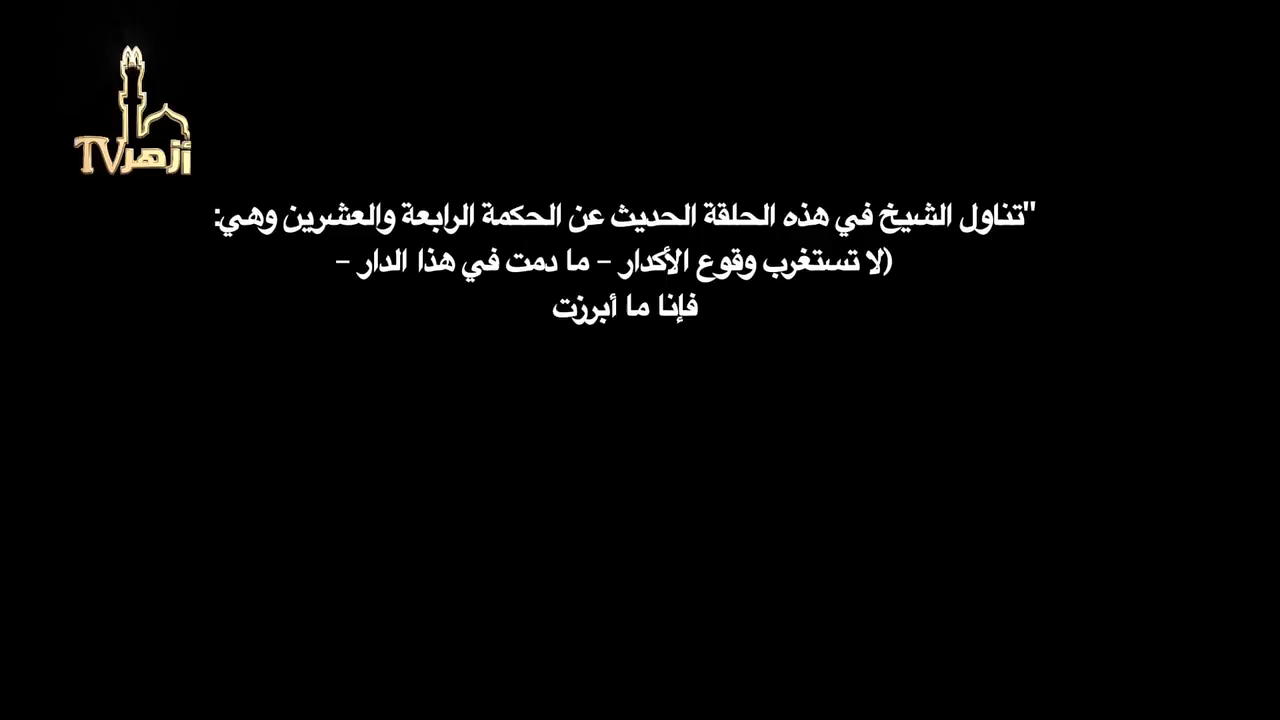 أزهر TV
"تناول الشيخ في هذه الحلقة الحديث عن الحكمة الرابعة والعشرين وهي:
(لا تستغرب وقوع الأكدار – ما دمت في هذا الدار –
فإنا ما أبرزت